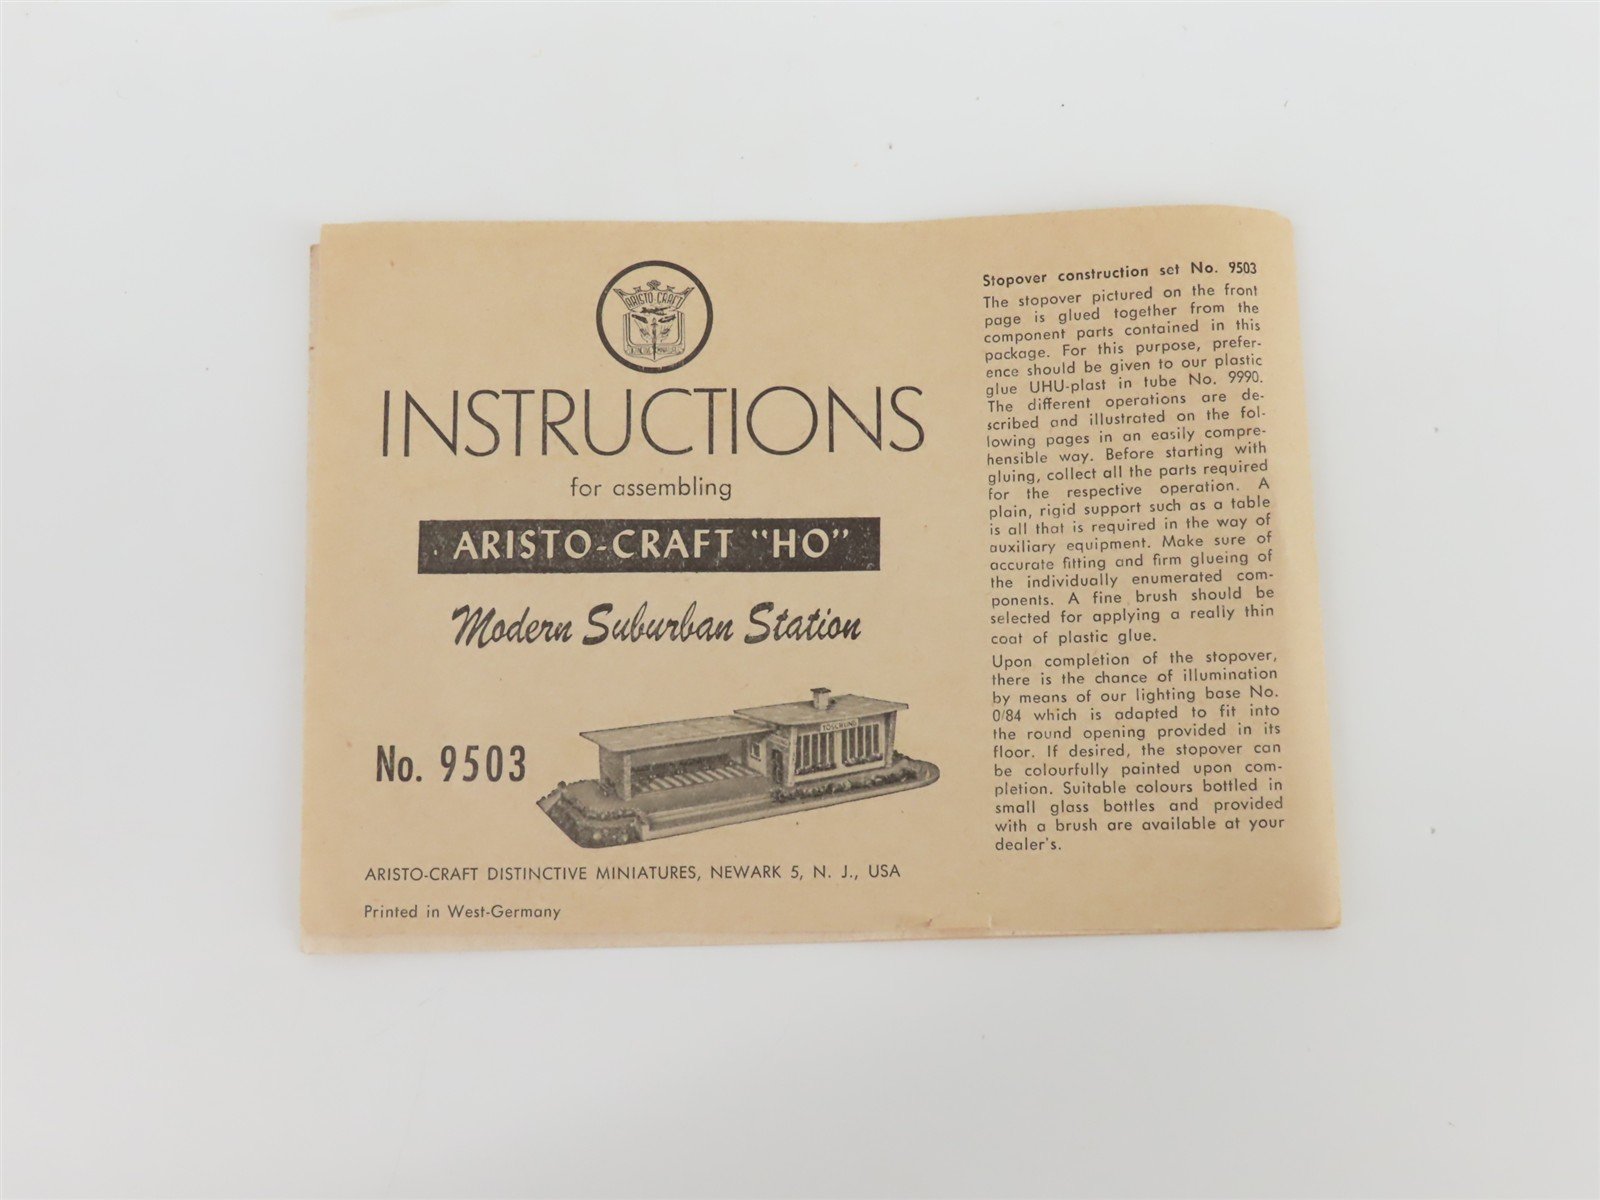 ARISTO-CRAFT
INSTRUCTIONS
for assembling
ARISTO-CRAFT "HO"
Modern Suburban Station
No. 9503
ARISTO-CRAFT DISTINCTIVE MINIATURES, NEWARK 5, N. J., USA
Printed in West-Germany
Stopover construction set No. 9503
The stopover pictured on the front
page is glued together from the
component parts contained in this
package. For this purpose, prefer-
ence should be given to our plastic
glue UHU-plast in tube No. 9990.
The different operations are de-
scribed and illustrated on the fol-
lowing pages in an easily compre-
hensible way. Before starting with
gluing, collect all the parts required
for the respective operation. A
plain, rigid support such as a table
is all that is required in the way of
auxiliary equipment. Make sure of
accurate fitting and firm glueing of
the individually enumerated com-
ponents. A fine brush should be
selected for applying a really thin
coat of plastic glue.
Upon completion of the stopover,
there is the chance of illumination
by means of our lighting base No.
0/84 which is adapted to fit into
the round opening provided in its
floor. If desired, the stopover can
be colourfully painted upon com-
pletion. Suitable colours bottled in
small glass bottles and provided
with a brush are available at your
dealer's.